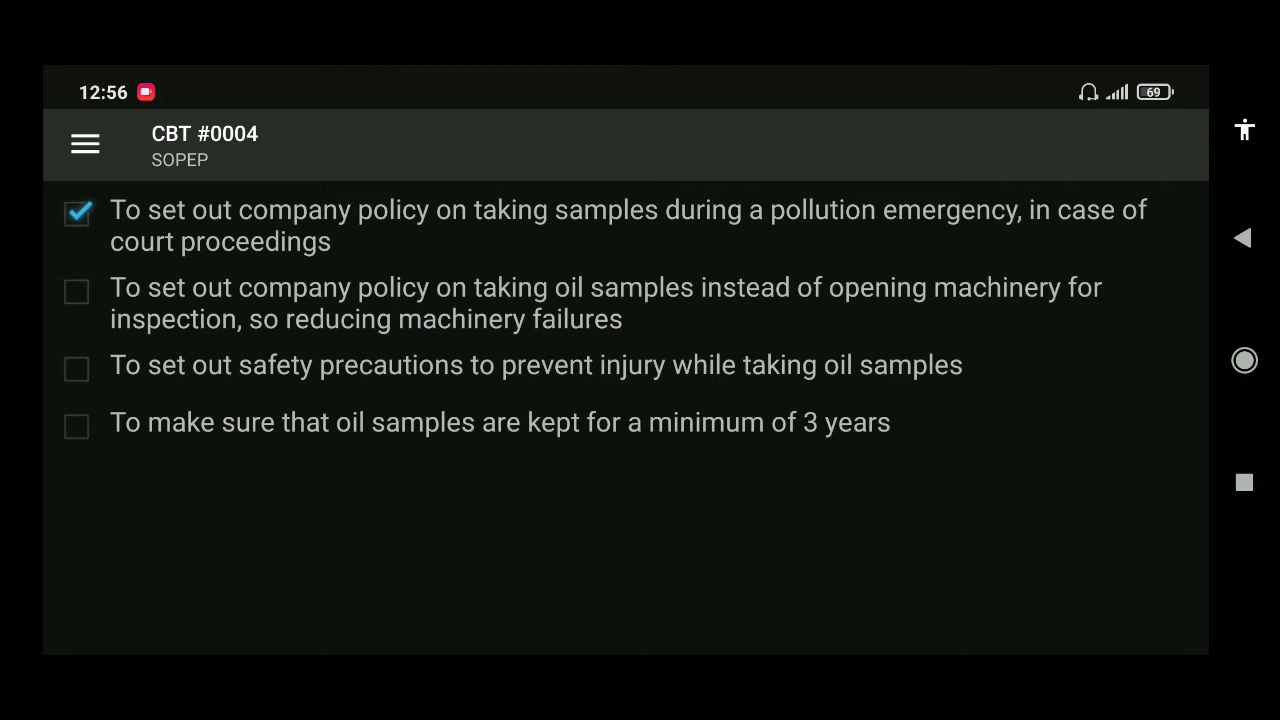 12:56
69
CBT #0004
SOPEP
To set out company policy on taking samples during a pollution emergency, in case of
court proceedings
To set out company policy on taking oil samples instead of opening machinery for
inspection, so reducing machinery failures
To set out safety precautions to prevent injury while taking oil samples
To make sure that oil samples are kept for a minimum of 3 years